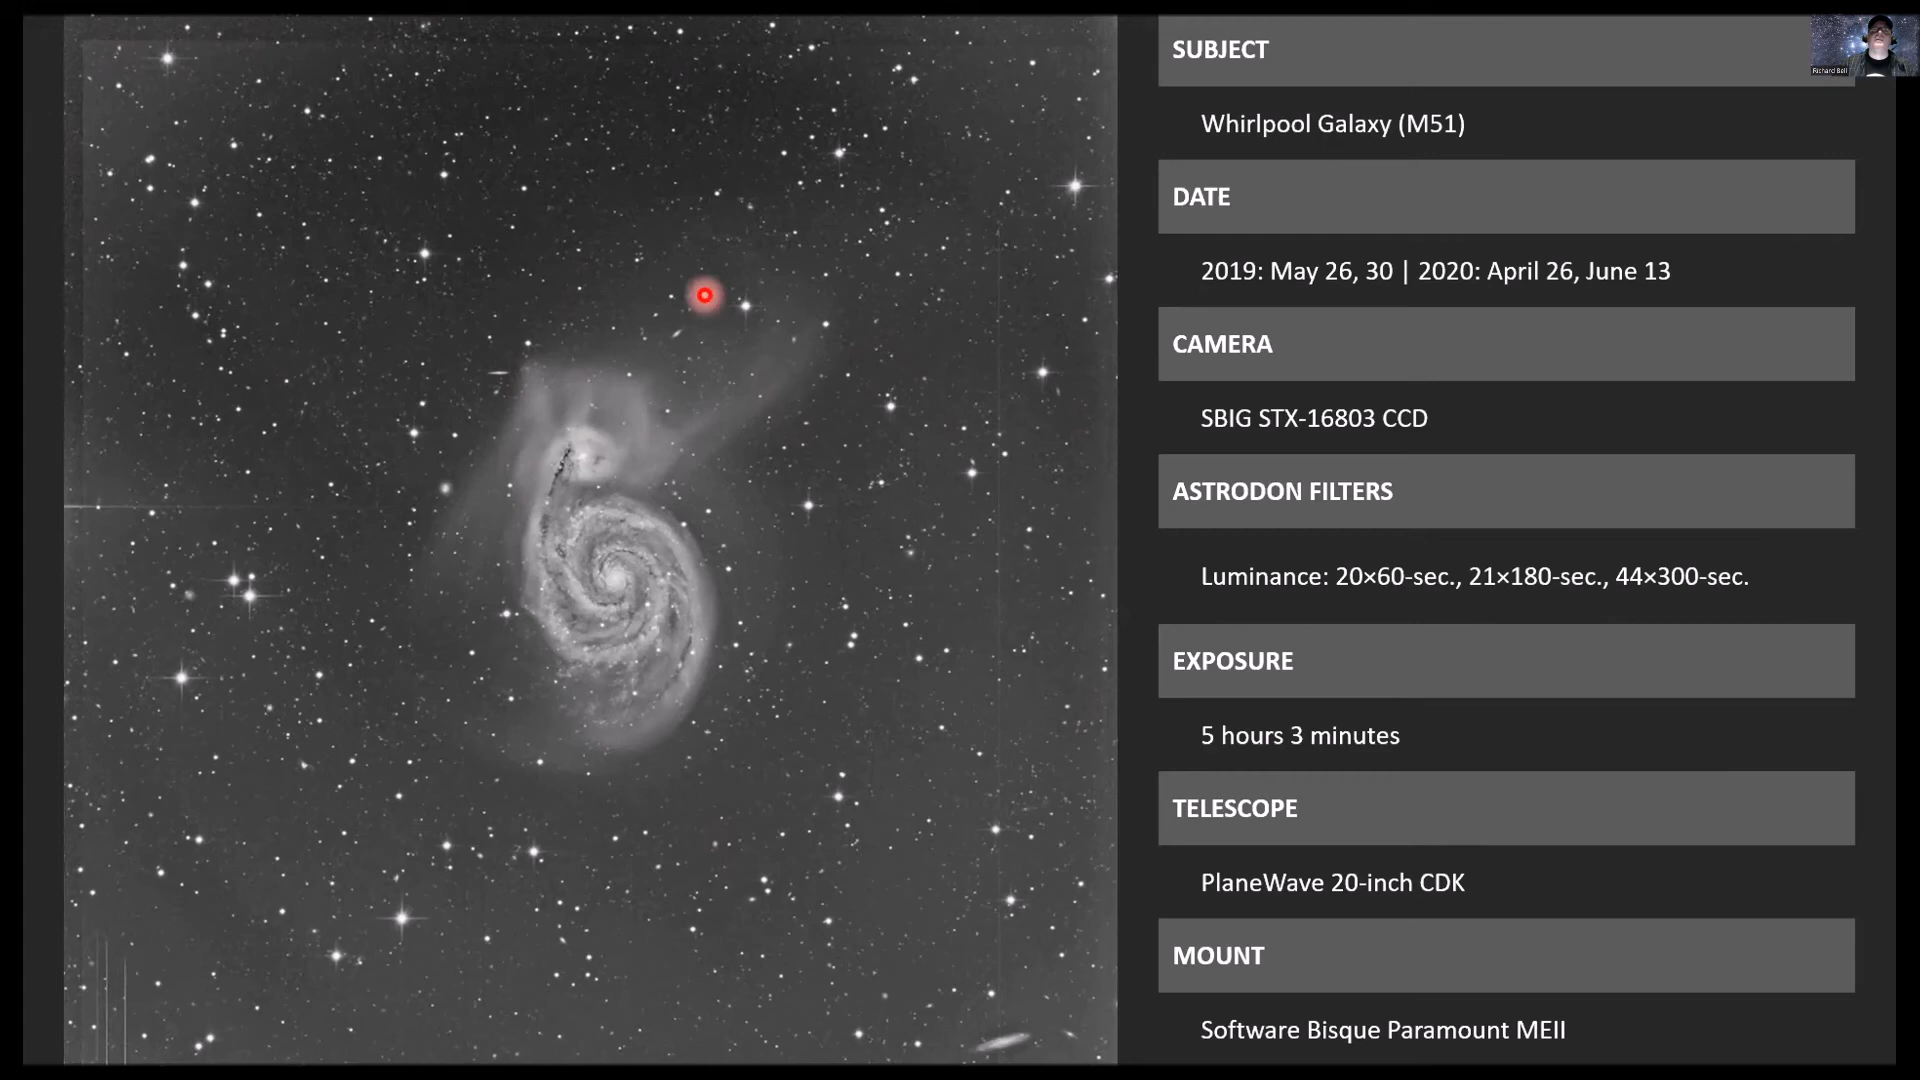 SUBJECT
Richard Bell
Whirlpool Galaxy (M51)
DATE
2019: May 26, 30 | 2020: April 26, June 13
CAMERA
SBIG STX-16803 CCD
ASTRODON FILTERS
Luminance: 20×60-sec., 21×180-sec., 44×300-sec.
EXPOSURE
5 hours 3 minutes
TELESCOPE
PlaneWave 20-inch CDK
MOUNT
Software Bisque Paramount MEII